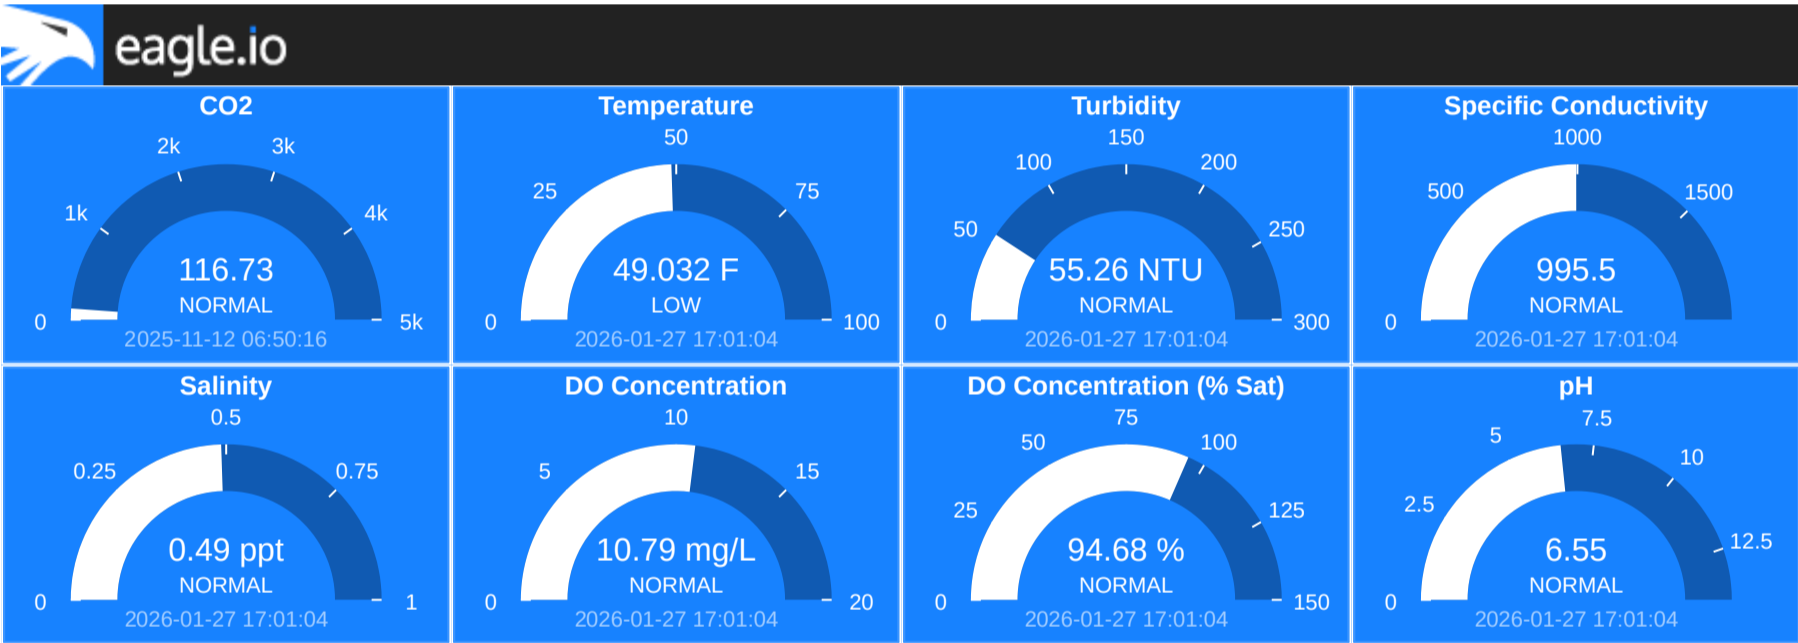 eagle.io
CO2
2k
3k
1k
4k
0
5k
116.73
NORMAL
2025-11-12 06:50:16
Temperature
50
25
75
0
100
49.032 F
LOW
2026-01-27 17:01:04
Turbidity
150
100
200
50
250
0
300
55.26 NTU
NORMAL
2026-01-27 17:01:04
Specific Conductivity
1000
500
1500
0
995.5
NORMAL
2026-01-27 17:01:04
Salinity
0.5
0.25
0.75
0
1
0.49 ppt
NORMAL
2026-01-27 17:01:04
DO Concentration
10
5
15
0
20
10.79 mg/L
NORMAL
2026-01-27 17:01:04
DO Concentration (% Sat)
75
50
100
25
125
0
150
94.68 %
NORMAL
2026-01-27 17:01:04
pH
7.5
5
10
2.5
12.5
0
6.55
NORMAL
2026-01-27 17:01:04